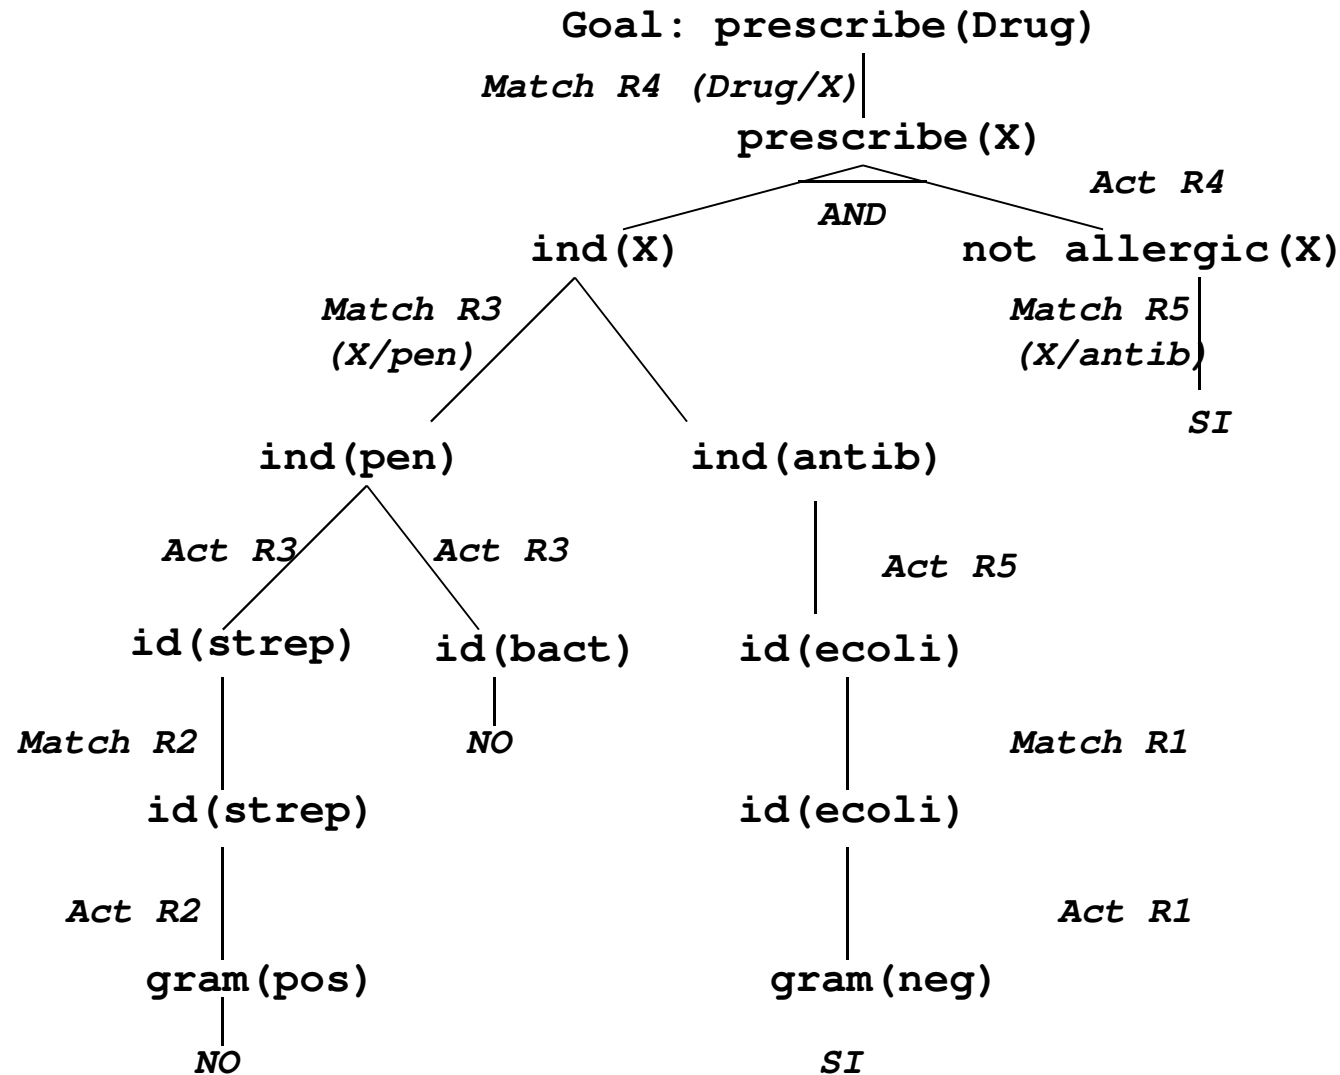 Goal: prescribe(Drug)
Match R4 (Drug/X)
prescribe(X)
Act R4
AND
ind(X)
not allergic(X)
Match R3
(X/pen)
Match R5
(X/antib)
SI
ind(pen)
ind(antib)
Act R3
Act R3
Act R5
id(strep)
id(bact)
id(ecoli)
Match R2
NO
Match R1
id(strep)
id(ecoli)
Act R2
Act R1
gram(pos)
gram(neg)
NO
SI